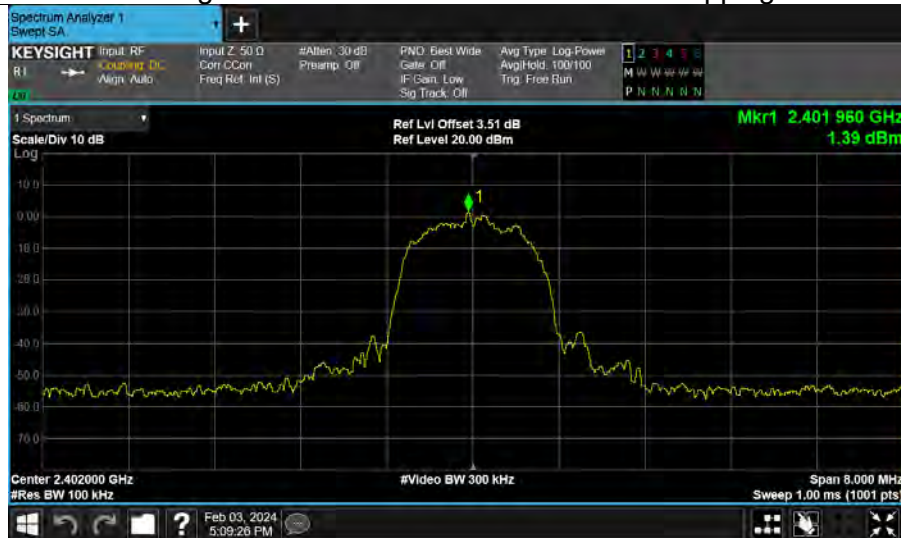 Spectrum Analyzer 1
Swept SA
KEYSIGHT Input: RF Input Z: 50 Ω #Atten: 30 dB PNO: Best Wide Avg Type: Log-Power 1 2 3 4 5 6
Coupling: DC Corr CCorr Preamp: Off Gate: Off Avg|Hold: 100/100 M W W W W W
Align: Auto Freq Ref: Int (S) IF Gain: Low Trig: Free Run
Sig Track: Off P N N N N N
1 Spectrum Ref Lvl Offset 3.51 dB Mkr1 2.401 960 GHz
Scale/Div 10 dB Ref Level 20.00 dBm 1.39 dBm
Log
10.0
0.00
1
-40.0
-50.0
-60.0
-70.0
Center 2.402000 GHz #Video BW 300 kHz Span 8.000 MHz
#Res BW 100 kHz Sweep 1.00 ms (1001 pts)
Feb 03, 2024
5:09:26 PM